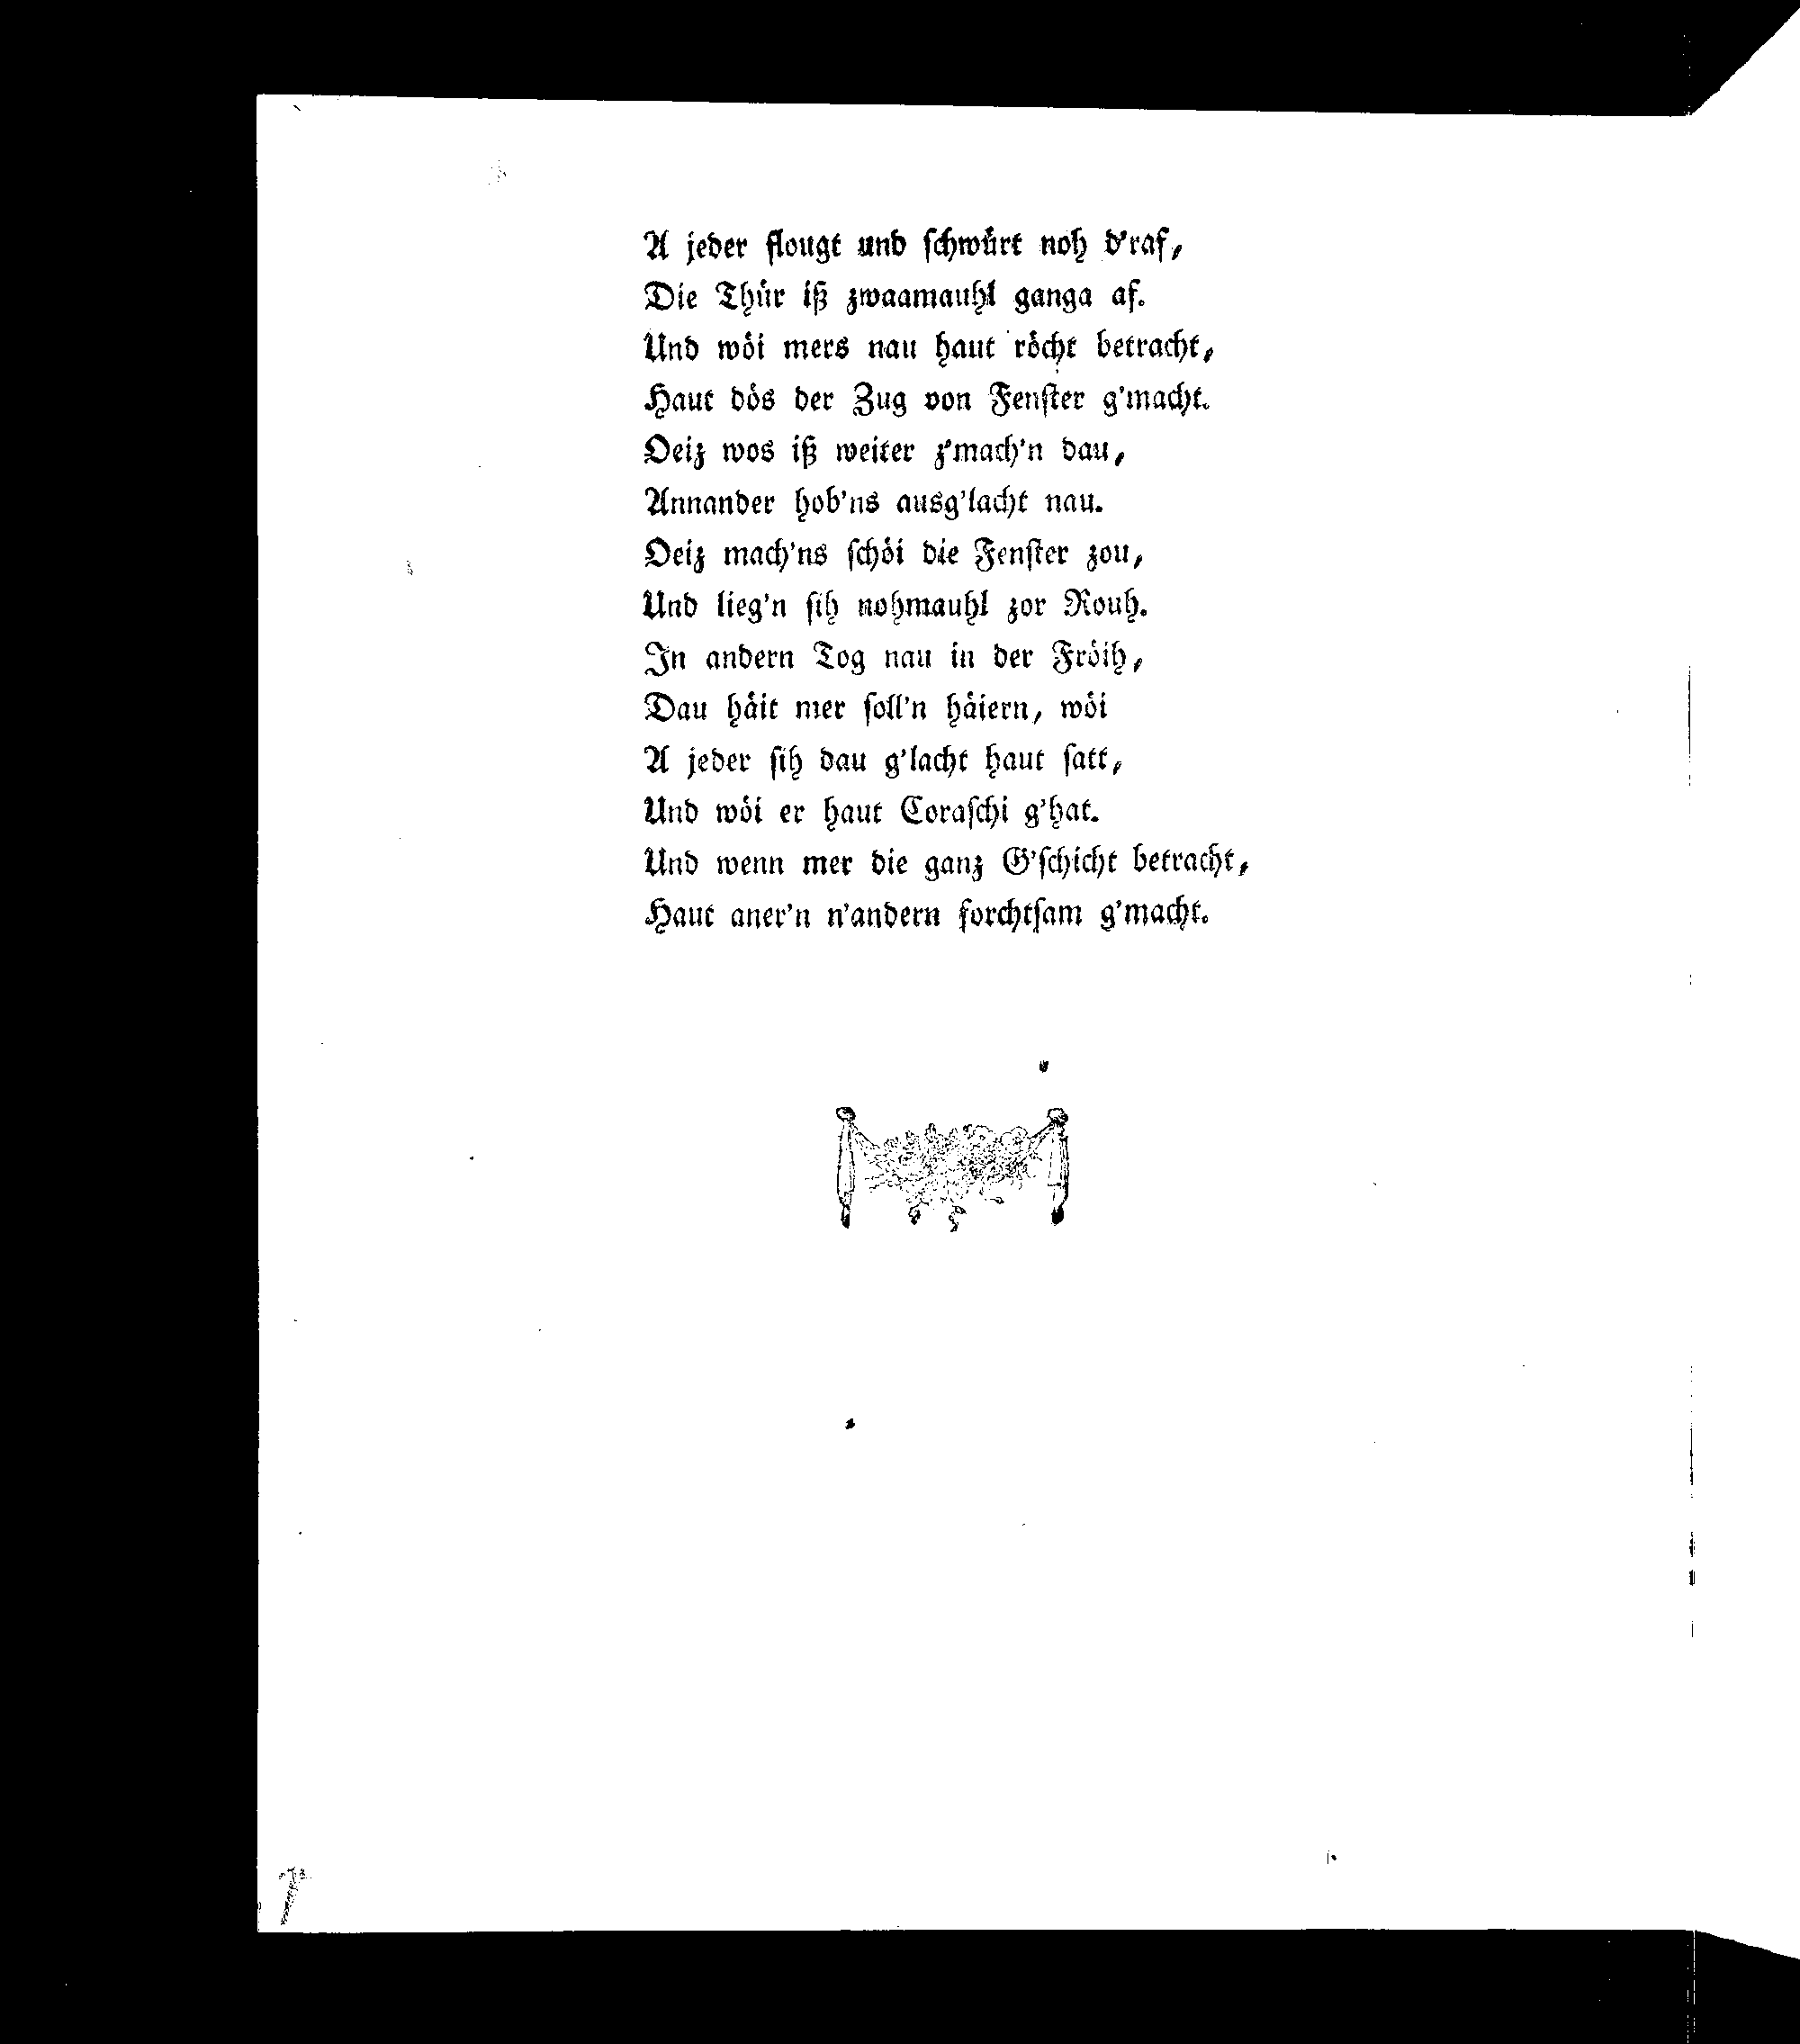 A jeder flougt und ſchwürt noh d'raf,
Die Thür iß zwaamauhl ganga af.
Und wöi mers nau haut röcht betracht,
Haut dös der Zug von Fenſter g'macht.
Oeiz wos iß weiter z'mach'n dau,
Annander hob'ns ausg'lacht nau.
Oeiz mach'ns ſchöi die Fenſter zou,
Und lieg'n ſih nohmauhl zor Rouh.
In andern Tog nau in der Fröih,
Dau häit mer ſoll'n häiern, wöi
A jeder ſih dau g'lacht haut ſatt,
Und wöi er haut Coraſchi g'hat.
Und wenn mer die ganz G'ſchicht betracht,
Haut aner'n n'andern forchtſam g'macht.